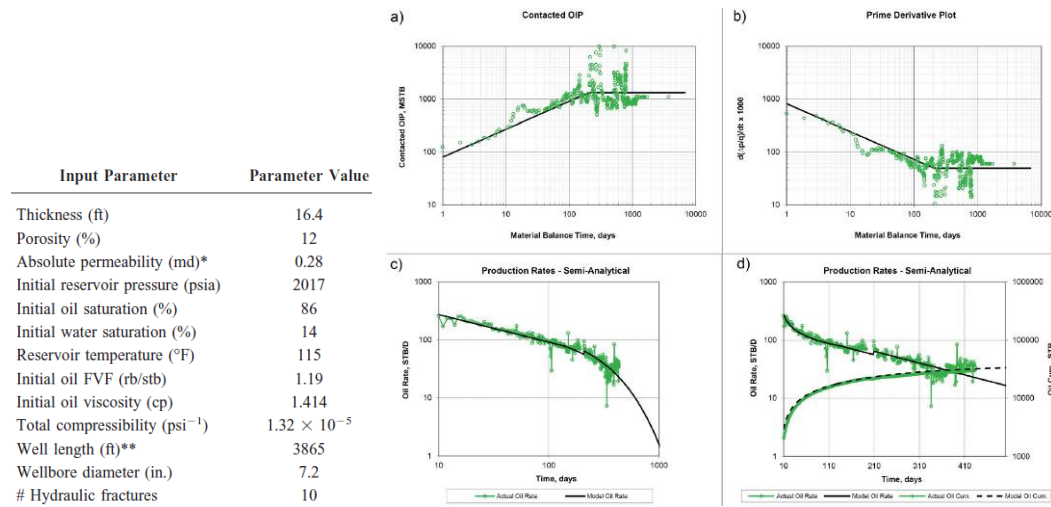 Input Parameter Parameter Value
Thickness (ft) 16.4
Porosity (%) 12
Absolute permeability (md)* 0.28
Initial reservoir pressure (psia) 2017
Initial oil saturation (%) 86
Initial water saturation (%) 14
Reservoir temperature (°F) 115
Initial oil FVF (rb/stb) 1.19
Initial oil viscosity (cp) 1.414
Total compressibility (psi⁻¹) 1.32 × 10⁻⁵
Well length (ft)** 3865
Wellbore diameter (in.) 7.2
# Hydraulic fractures 10
a)
Contacted OIP
Contacted OIP, MSTB
10000
1000
100
10
1 10 100 1000 10000
Material Balance Time, days
b)
Prime Derivative Plot
d(Δp/q)/dt x 1000
10000
1000
100
10
1 10 100 1000 10000
Material Balance Time, days
c)
Production Rates - Semi-Analytical
Oil Rate, STB/D
1000
100
10
1
10 100 1000
Time, days
Actual Oil Rate Model Oil Rate
d)
Production Rates - Semi-Analytical
Oil Rate, STB/D
1000
100
10
1
1000000
100000
10000
1000
Oil Cum., STB
10 110 210 310 410
Time, days
Actual Oil Rate Model Oil Rate Actual Oil Cum. Model Oil Cum.